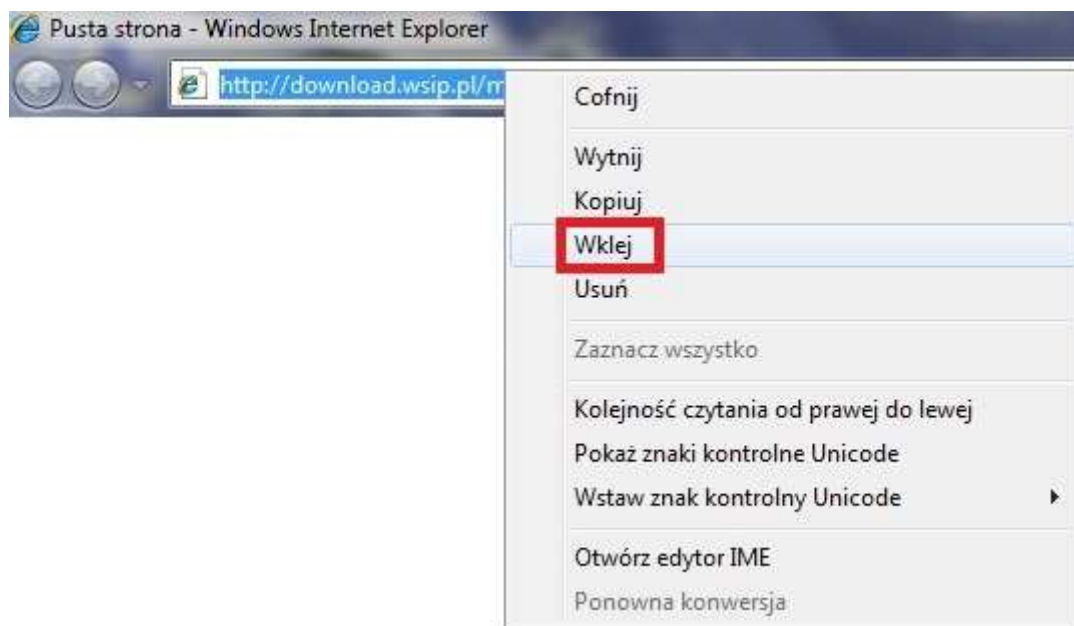 Pusta strona - Windows Internet Explorer
http://download.wsip.pl/m
Cofnij
Wytnij
Kopiuj
Wklej
Usuń
Zaznacz wszystko
Kolejność czytania od prawej do lewej
Pokaż znaki kontrolne Unicode
Wstaw znak kontrolny Unicode
Otwórz edytor IME
Ponowna konwersja